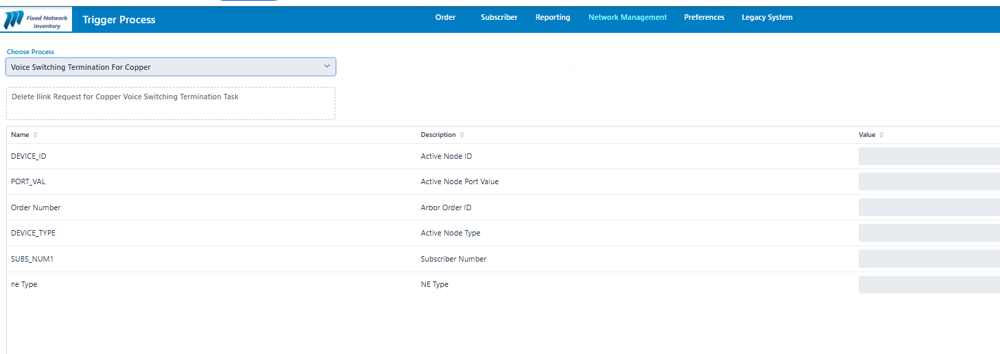 Fixed Network
Inventory
Trigger Process
Order
Subscriber
Reporting
Network Management
Preferences
Legacy System
Choose Process
Voice Switching Termination For Copper
Delete Ilink Request for Copper Voice Switching Termination Task
Name Description Value
DEVICE_ID Active Node ID
PORT_VAL Active Node Port Value
Order Number Arbor Order ID
DEVICE_TYPE Active Node Type
SUBS_NUM1 Subscriber Number
ne Type NE Type